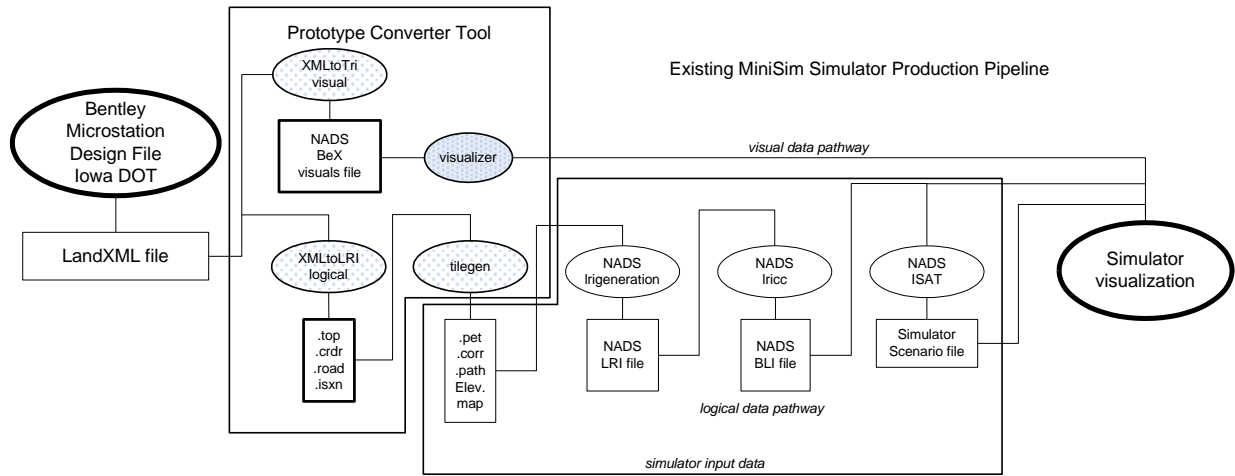 Prototype Converter Tool
Existing MiniSim Simulator Production Pipeline
XMLtoTri
visual
Bentley
Microstation
Design File
Iowa DOT
NADS
BeX
visuals file
visualizer
visual data pathway
LandXML file
XMLtoLRI
logical
tilegen
NADS
lrigeneration
NADS
lricc
NADS
ISAT
Simulator
visualization
.top
.crdr
.road
.isxn
.pet
.corr
.path
Elev.
map
NADS
LRI file
NADS
BLI file
Simulator
Scenario file
logical data pathway
simulator input data